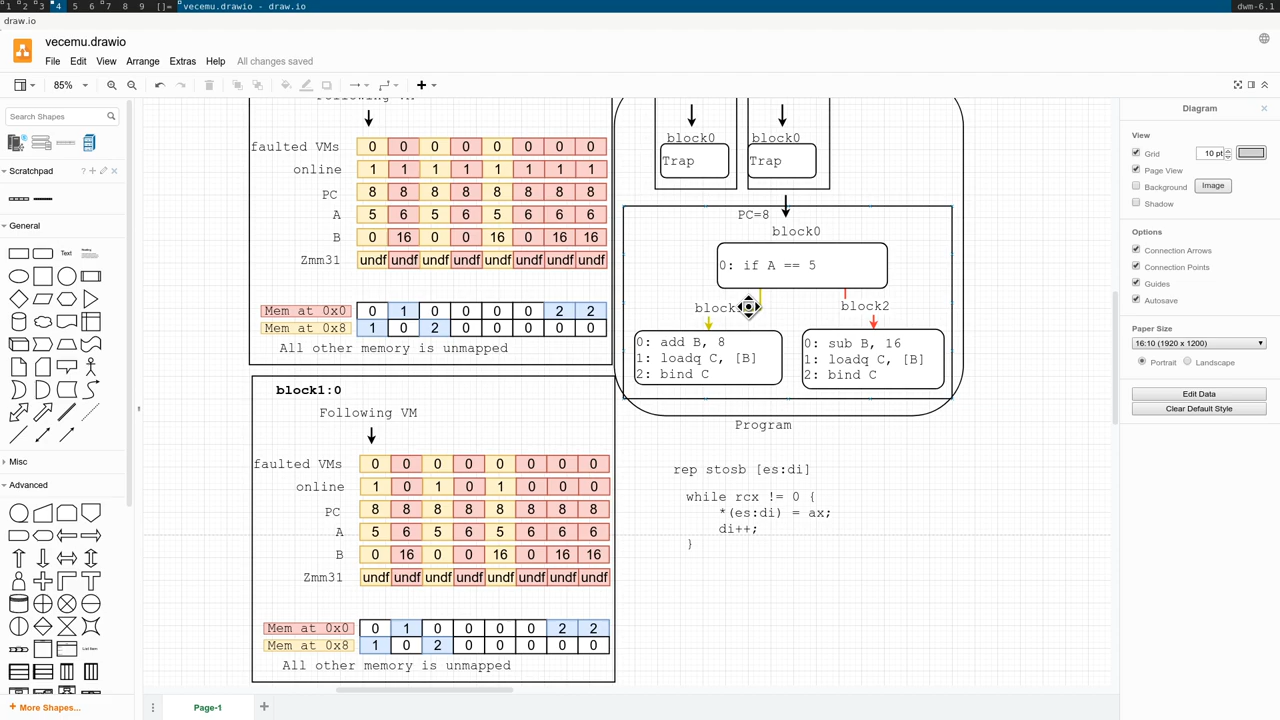 1 2 3 4 5 6 7 8 9 []= vecemu.drawio - draw.io dwm-6.1
draw.io
vecemu.drawio
File Edit View Arrange Extras Help All changes saved
85%
Search Shapes
Scratchpad
General
Text
Misc
Advanced
+ More Shapes...
Following VM
faulted VMs 0 0 0 0 0 0 0 0
online 1 1 1 1 1 1 1 1
PC 8 8 8 8 8 8 8 8
A 5 6 5 6 5 6 6 6
B 0 16 0 0 16 0 16 16
Zmm31 undf undf undf undf undf undf undf undf
Mem at 0x0 0 1 0 0 0 0 2 2
Mem at 0x8 1 0 2 0 0 0 0 0
All other memory is unmapped
block1:0
Following VM
faulted VMs 0 0 0 0 0 0 0 0
online 1 0 1 0 1 0 0 0
PC 8 8 8 8 8 8 8 8
A 5 6 5 6 5 6 6 6
B 0 16 0 0 16 0 16 16
Zmm31 undf undf undf undf undf undf undf undf
Mem at 0x0 0 1 0 0 0 0 2 2
Mem at 0x8 1 0 2 0 0 0 0 0
All other memory is unmapped
block0 block0
Trap Trap
PC=8
block0
0: if A == 5
block
block2
0: add B, 8
1: loadq C, [B]
2: bind C
0: sub B, 16
1: loadq C, [B]
2: bind C
Program
rep stosb [es:di]
while rcx != 0 {
*(es:di) = ax;
di++;
}
Page-1
Diagram
View
Grid 10 pt
Page View
Background Image
Shadow
Options
Connection Arrows
Connection Points
Guides
Autosave
Paper Size
16:10 (1920 x 1200)
Portrait Landscape
Edit Data
Clear Default Style